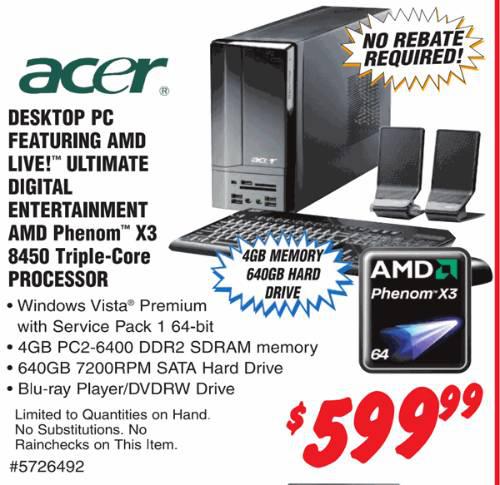 NO REBATE
REQUIRED!
acer®
DESKTOP PC
FEATURING AMD
LIVE!™ ULTIMATE
DIGITAL
ENTERTAINMENT
AMD Phenom™ X3
8450 Triple-Core
PROCESSOR
acer
4GB MEMORY
640GB HARD
DRIVE
AMD
Phenom™ X3
64
• Windows Vista® Premium
with Service Pack 1 64-bit
• 4GB PC2-6400 DDR2 SDRAM memory
• 640GB 7200RPM SATA Hard Drive
• Blu-ray Player/DVDRW Drive
Limited to Quantities on Hand.
No Substitutions. No
Rainchecks on This Item.
#5726492
$599.99